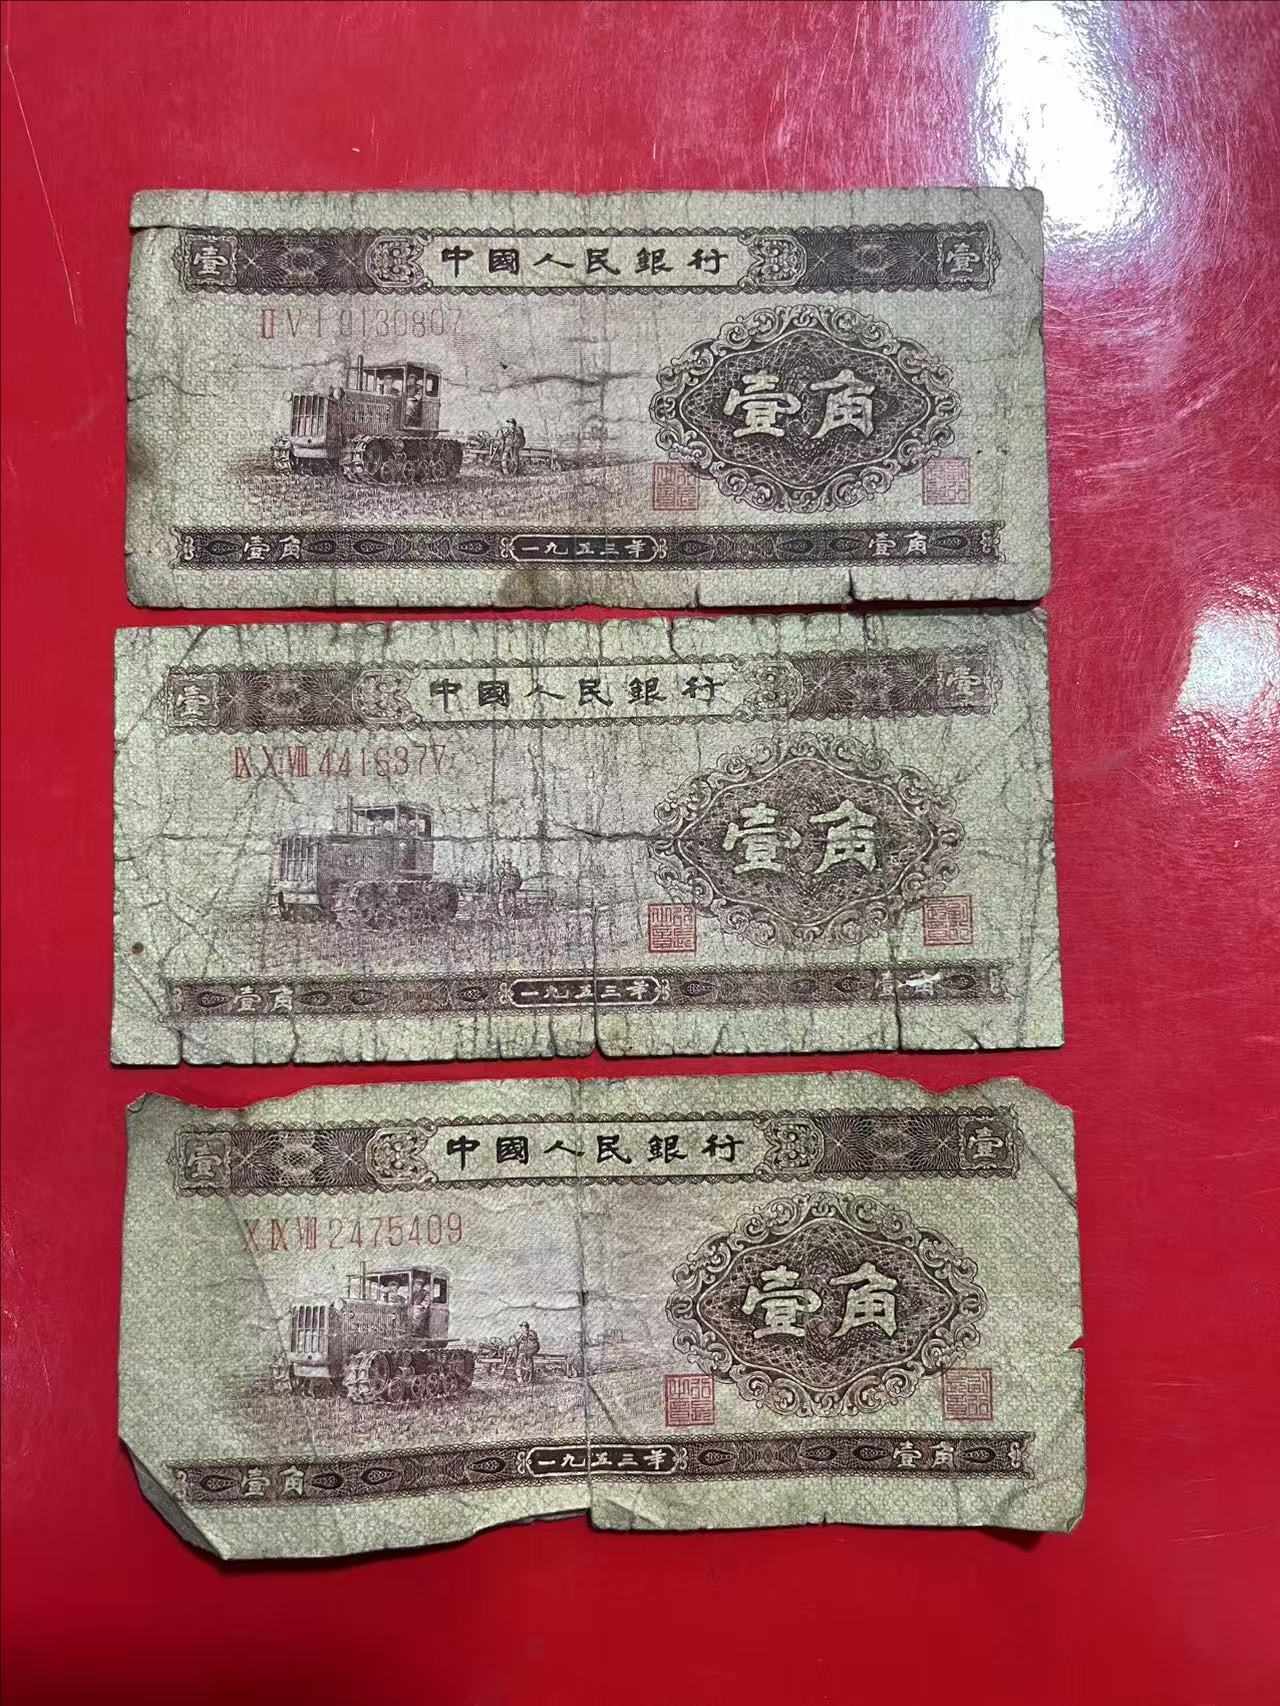 壹 中國人民銀行 壹
Ⅱ Ⅴ Ⅰ 9130807
壹角
壹角 一九五三年 壹角
壹 中國人民銀行 壹
Ⅸ Ⅹ Ⅷ 4416377
壹角
壹角 一九五三年 壹角
壹 中國人民銀行 壹
Ⅹ Ⅸ Ⅷ 2475409
壹角
壹角 一九五三年 壹角